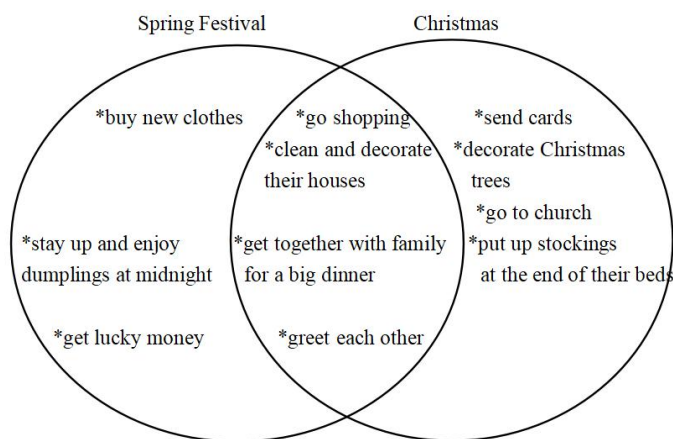 Spring Festival
Christmas
*buy new clothes
*stay up and enjoy
dumplings at midnight
*get lucky money
*go shopping
*clean and decorate
their houses
*get together with family
for a big dinner
*greet each other
*send cards
*decorate Christmas
trees
*go to church
*put up stockings
at the end of their beds